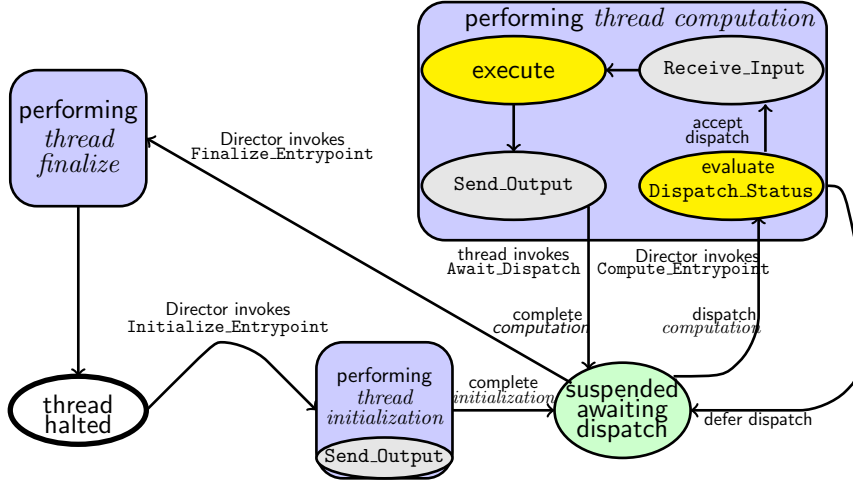 performing thread computation
execute
Receive_Input
accept
dispatch
Send_Output
evaluate
Dispatch_Status
performing
thread
finalize
Director invokes
Finalize_Entrypoint
thread invokes
Await_Dispatch
Director invokes
Compute_Entrypoint
complete
computation
dispatch
computation
Director invokes
Initialize_Entrypoint
thread
halted
performing
thread
initialization
Send_Output
complete
initialization
suspended
awaiting
dispatch
defer dispatch